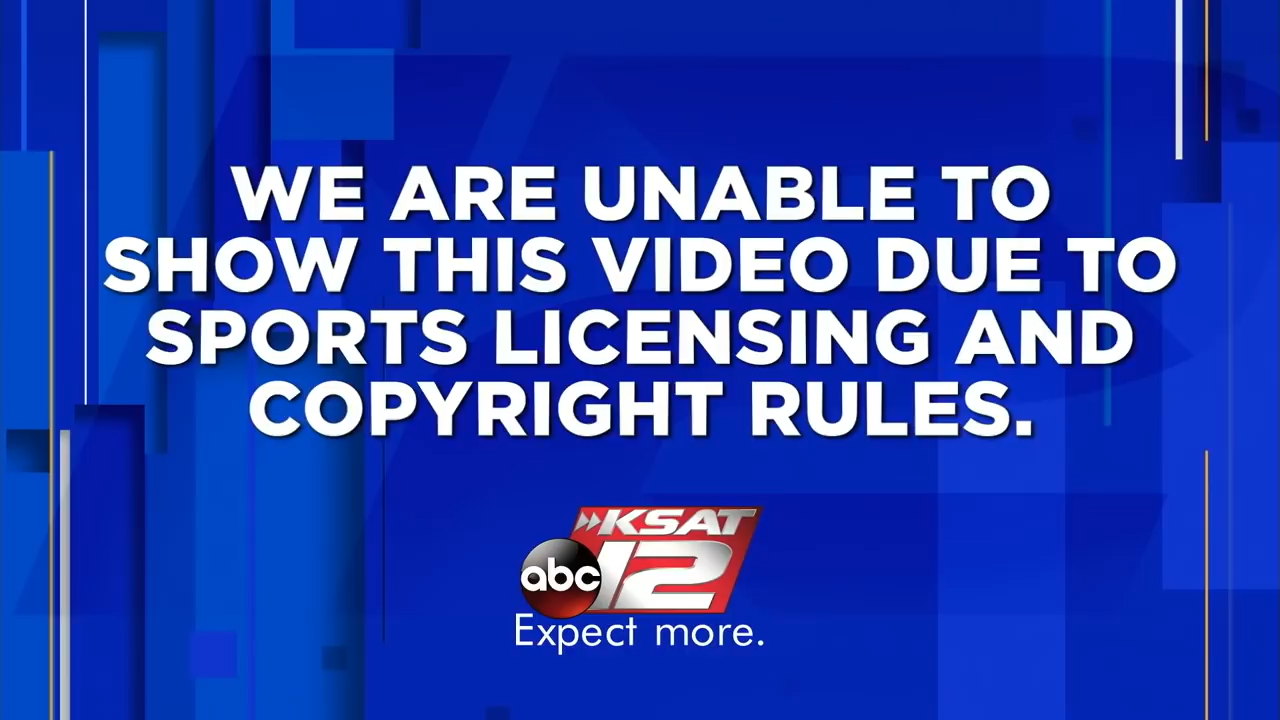 WE ARE UNABLE TO
SHOW THIS VIDEO DUE TO
SPORTS LICENSING AND
COPYRIGHT RULES.
KSAT
abc 12
Expect more.